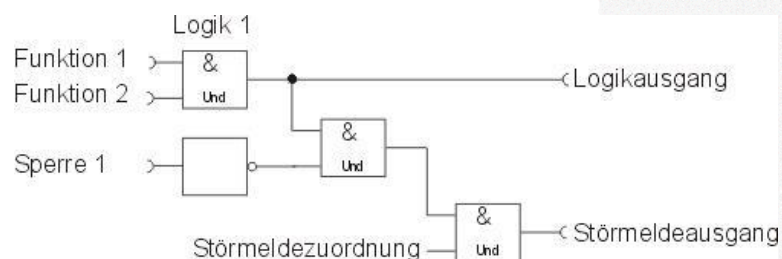 Logik 1
Funktion 1
&
Funktion 2
Und
Logikausgang
&
Sperre 1
Und
&
Störmeldeausgang
Störmeldezuordnung
Und